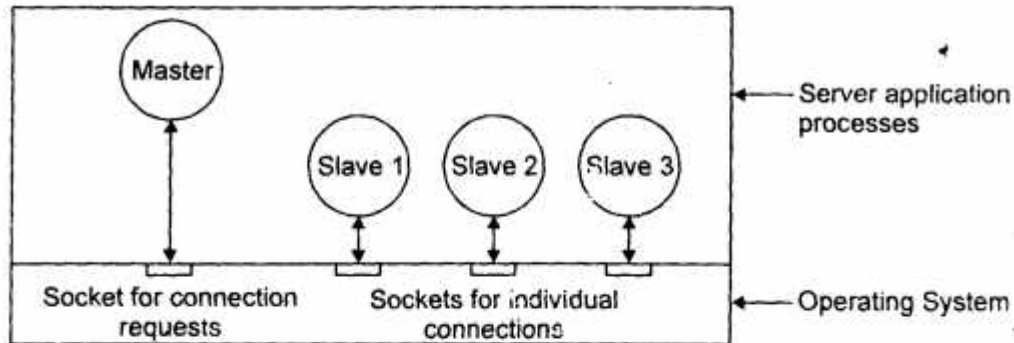 Master
Server application
processes
Slave 1
Slave 2
Slave 3
Socket for connection
requests
Sockets for individual
connections
Operating System